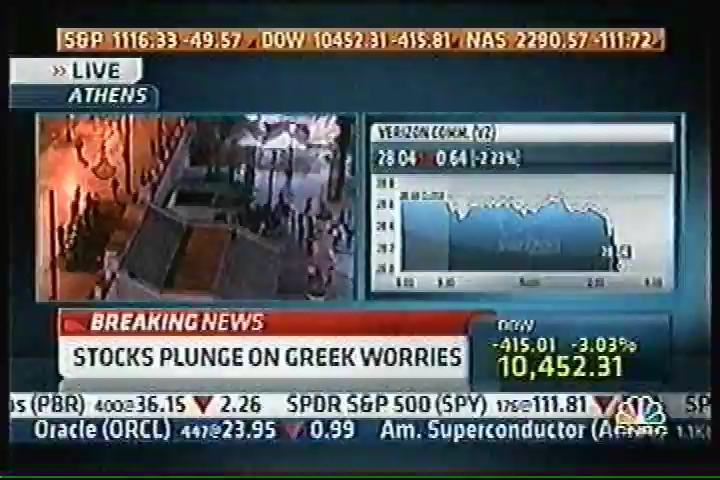 S&P 1116.33 -49.57 DOW 10452.31 -415.81 NAS 2290.57 -111.72
>> LIVE
ATHENS
VERIZON COMM. (VZ)
28.04 ▼ 0.64 (-2.23%)
BREAKING NEWS
STOCKS PLUNGE ON GREEK WORRIES
DOW
-415.01 -3.03%
10,452.31
(PBR) 400@36.15 ▼ 2.26 SPDR S&P 500 (SPY) 176@111.81 ▼ SP
Oracle (ORCL) 447@23.95 ▼ 0.99 Am. Superconductor (A
CNBC